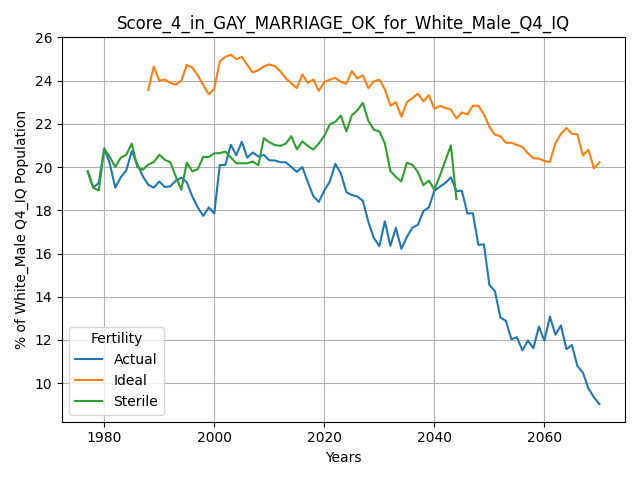 Score_4_in_GAY_MARRIAGE_OK_for_White_Male_Q4_IQ
% of White_Male Q4_IQ Population
26
24
22
20
18
16
14
12
10
Fertility
Actual
Ideal
Sterile
1980 2000 2020 2040 2060
Years